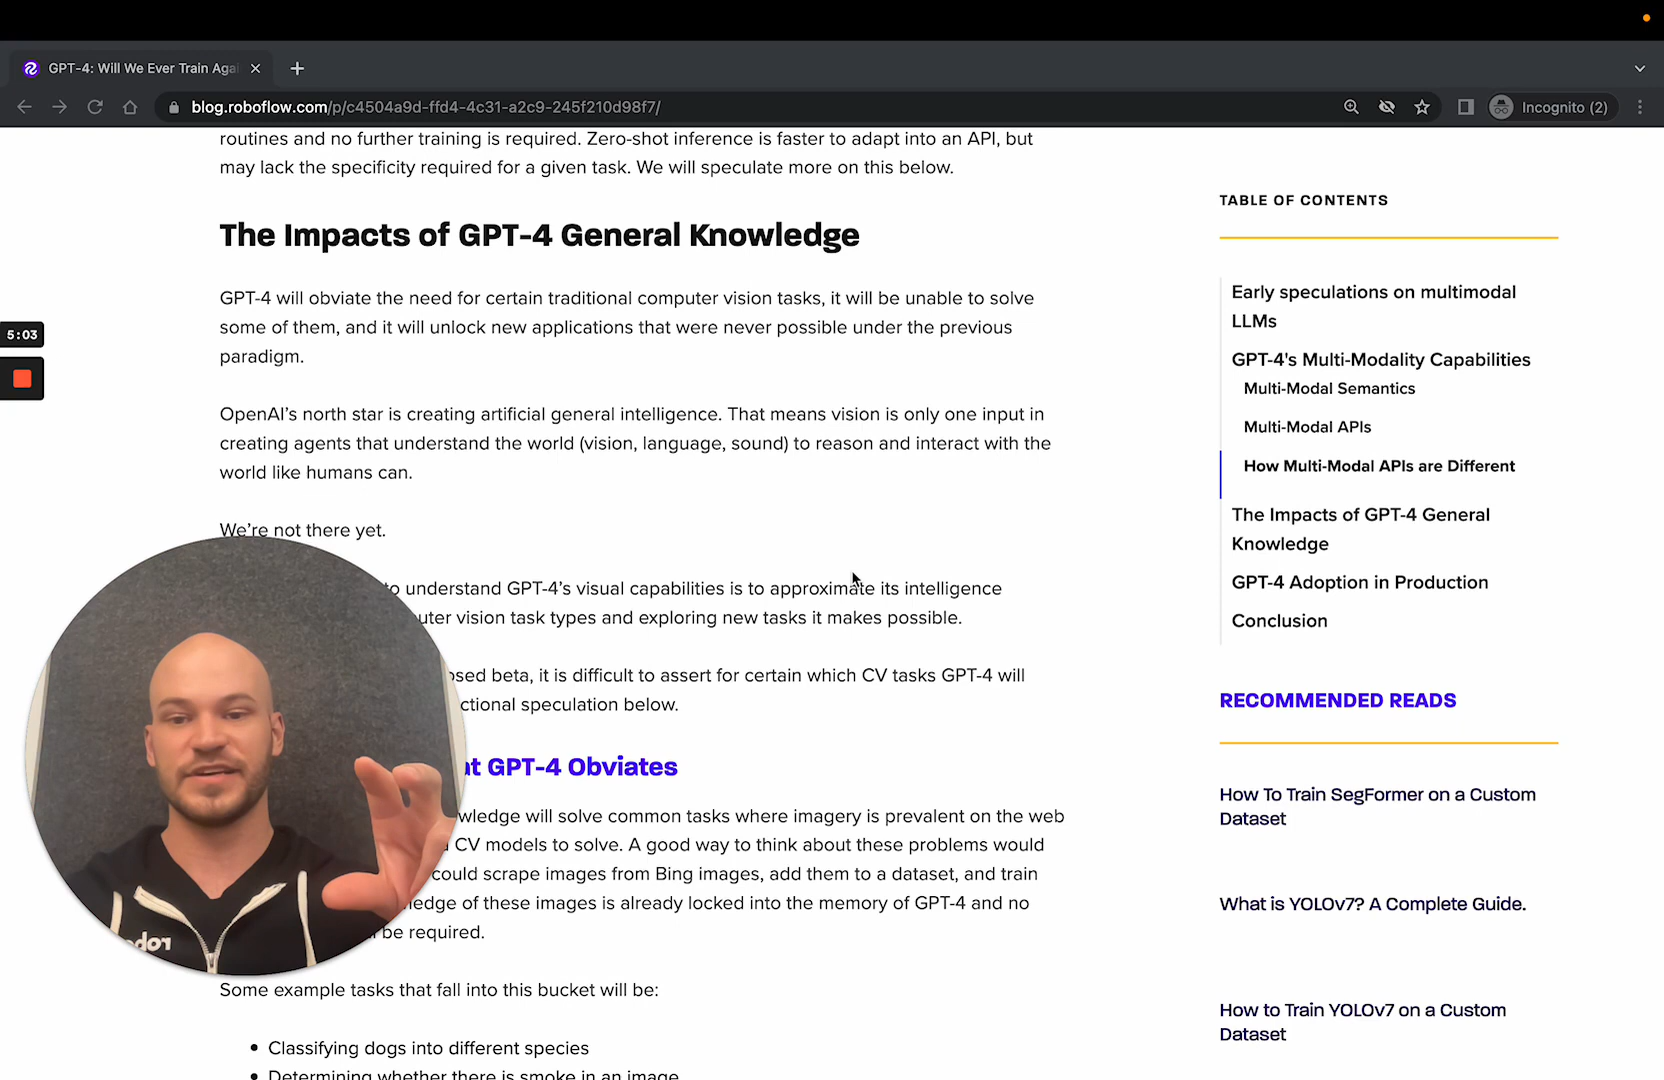 GPT-4: Will We Ever Train Aga
blog.roboflow.com/p/c4504a9d-ffd4-4c31-a2c9-245f210d98f7/
Incognito (2)
routines and no further training is required. Zero-shot inference is faster to adapt into an API, but
may lack the specificity required for a given task. We will speculate more on this below.
The Impacts of GPT-4 General Knowledge
GPT-4 will obviate the need for certain traditional computer vision tasks, it will be unable to solve
some of them, and it will unlock new applications that were never possible under the previous
paradigm.
OpenAI’s north star is creating artificial general intelligence. That means vision is only one input in
creating agents that understand the world (vision, language, sound) to reason and interact with the
world like humans can.
We’re not there yet.
to understand GPT-4’s visual capabilities is to approximate its intelligence
uter vision task types and exploring new tasks it makes possible.
osed beta, it is difficult to assert for certain which CV tasks GPT-4 will
ctional speculation below.
at GPT-4 Obviates
wledge will solve common tasks where imagery is prevalent on the web
CV models to solve. A good way to think about these problems would
could scrape images from Bing images, add them to a dataset, and train
ledge of these images is already locked into the memory of GPT-4 and no
be required.
Some example tasks that fall into this bucket will be:
• Classifying dogs into different species
• Determining whether there is smoke in an image
5:03
TABLE OF CONTENTS
Early speculations on multimodal
LLMs
GPT-4's Multi-Modality Capabilities
Multi-Modal Semantics
Multi-Modal APIs
How Multi-Modal APIs are Different
The Impacts of GPT-4 General
Knowledge
GPT-4 Adoption in Production
Conclusion
RECOMMENDED READS
How To Train SegFormer on a Custom
Dataset
What is YOLOv7? A Complete Guide.
How to Train YOLOv7 on a Custom
Dataset